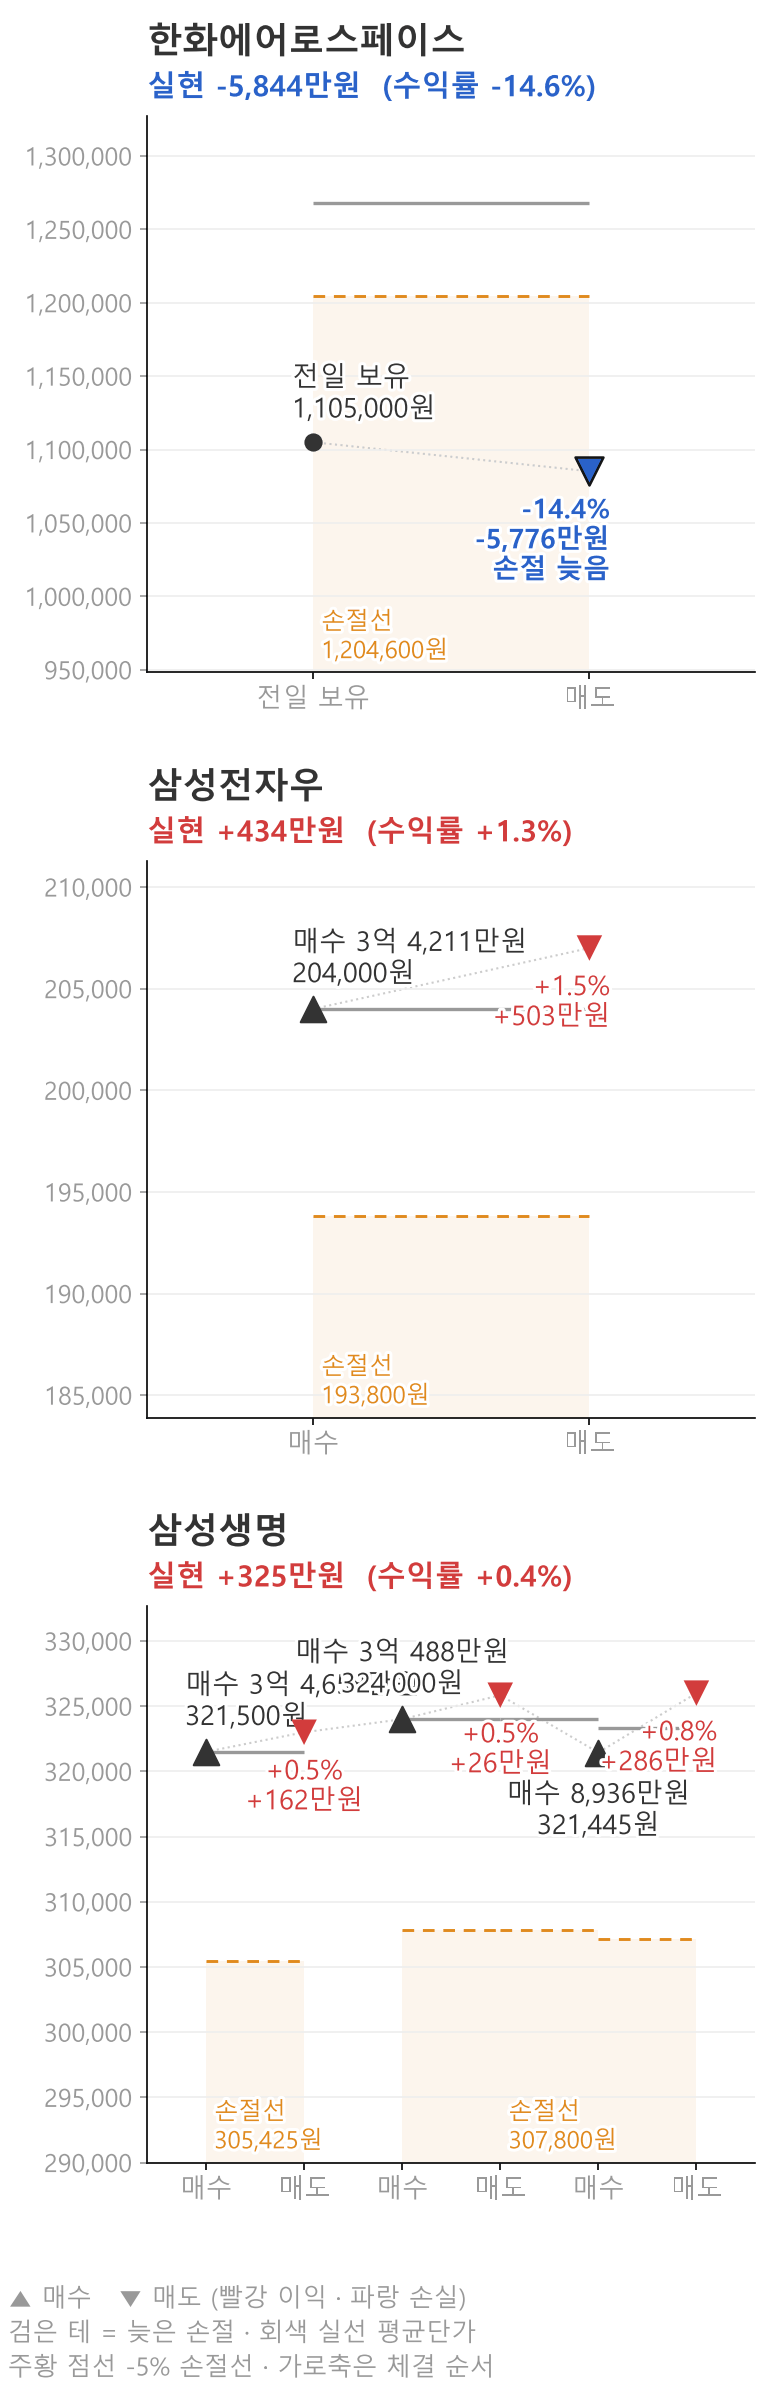 한화에어로스페이스
실현 -5,844만원 (수익률 -14.6%)
1,300,000
1,250,000
1,200,000
1,150,000
1,100,000
1,050,000
1,000,000
950,000
전일 보유
1,105,000원
-14.4%
-5,776만원
손절 늦음
손절선
1,204,600원
전일 보유
매도
삼성전자우
실현 +434만원 (수익률 +1.3%)
210,000
205,000
200,000
195,000
190,000
185,000
매수 3억 4,211만원
204,000원
+1.5%
+503만원
손절선
193,800원
매수
매도
삼성생명
실현 +325만원 (수익률 +0.4%)
330,000
325,000
320,000
315,000
310,000
305,000
300,000
295,000
290,000
매수 3억 488만원
324,000원
매수 3억
321,500원
+0.5%
+162만원
+0.5%
+26만원
+0.8%
+286만원
매수 8,936만원
321,445원
손절선
305,425원
손절선
307,800원
매수
매도
매수
매도
매수
매도
▲ 매수 ▼ 매도 (빨강 이익 · 파랑 손실)
검은 테 = 늦은 손절 · 회색 실선 평균단가
주황 점선 -5% 손절선 · 가로축은 체결 순서